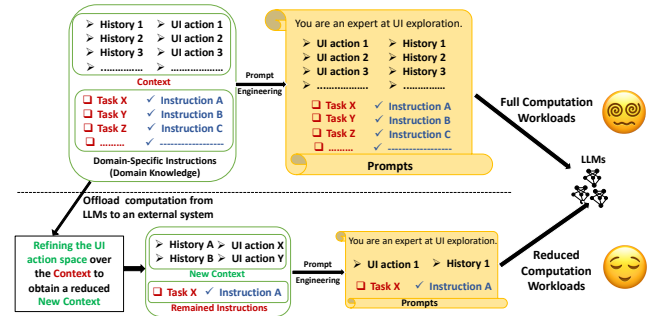 ➢ History 1 ➢ UI action 1
➢ History 2 ➢ UI action 2
➢ History 3 ➢ UI action 3
➢ .................. ➢ ......................
Context
❑ Task X ✓ Instruction A
❑ Task Y ✓ Instruction B
❑ Task Z ✓ Instruction C
❑ ......... ✓ --------------------
Domain-Specific Instructions
(Domain Knowledge)
Prompt
Engineering
You are an expert at UI exploration.
➢ UI action 1 ➢ History 1
➢ UI action 2 ➢ History 2
➢ UI action 3 ➢ History 3
➢ .................. ➢ ..................
❑ Task X ✓ Instruction A
❑ Task Y ✓ Instruction B
❑ Task Z ✓ Instruction C
❑ ......... ✓ --------------------
Prompts
Full Computation
Workloads
LLMs
Offload computation from
LLMs to an external system
Refining the UI
action space over
the Context to
obtain a reduced
New Context
➢ History A ➢ UI action X
➢ History B ➢ UI action Y
New Context
❑ Task X ✓ Instruction A
Remained Instructions
Prompt
Engineering
You are an expert at UI exploration.
➢ UI action 1 ➢ History 1
❑ Task X ✓ Instruction A
Prompts
Reduced
Computation
Workloads